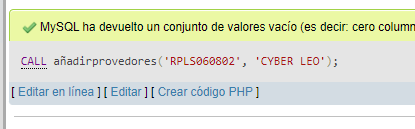 MySQL ha devuelto un conjunto de valores vacío (es decir: cero column
CALL añadirprovedores('RPLS060802', 'CYBER LEO');
[ Editar en línea ] [ Editar ] [ Crear código PHP ]